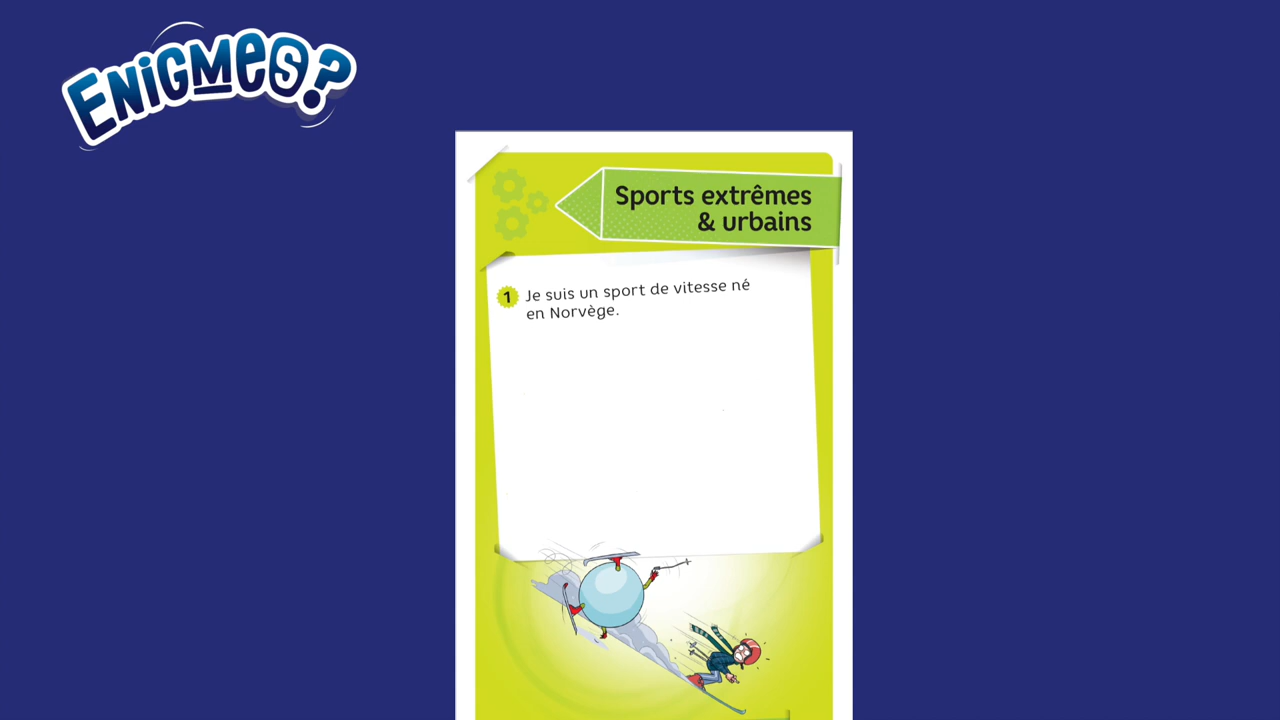 ENiGMeS?
Sports extrêmes
& urbains
1 Je suis un sport de vitesse né
en Norvège.